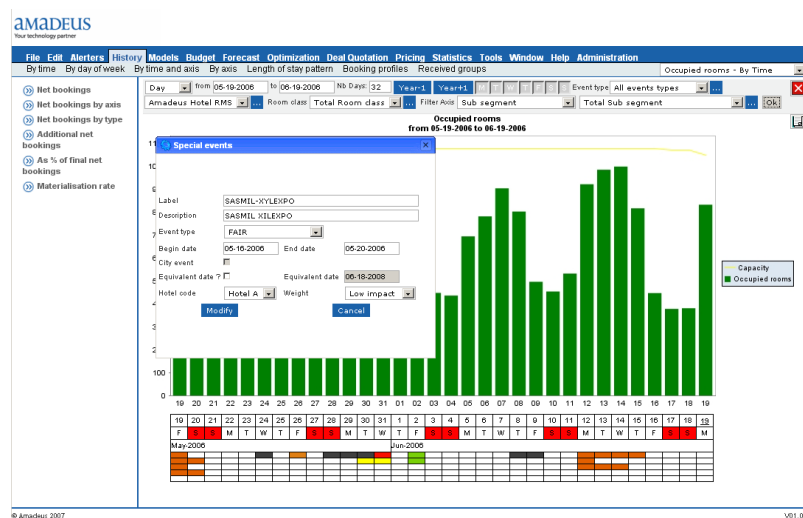 amadeus
Your technology partner
File Edit Alerters History Models Budget Forecast Optimization Deal Quotation Pricing Statistics Tools Window Help Administration
By time By day of week By time and axis By axis Length of stay pattern Booking profiles Received groups Occupied rooms - By Time
Net bookings
Net bookings by axis
Net bookings by type
Additional net bookings
As % of final net bookings
Materialisation rate
Day from 05-19-2006 to 06-19-2006 Nb Days: 32 Year-1 Year+1 M T W T F S S Event type All events types ...
Amadeus Hotel RMS ... Room class Total Room class ... Filter Axis Sub segment Total Sub segment ... Ok
Occupied rooms
from 05-19-2006 to 06-19-2006
Special events
Label SASMIL-XYLEXPO
Description SASMIL XILEXPO
Event type FAIR
Begin date 05-16-2006 End date 05-20-2006
City event
Equivalent date ? Equivalent date 06-18-2008
Hotel code Hotel A Weight Low impact
Modify Cancel
Capacity
Occupied rooms
100
0
19 20 21 22 23 24 25 26 27 28 29 30 31 01 02 03 04 05 06 07 08 09 10 11 12 13 14 15 16 17 18 19
19 20 21 22 23 24 25 26 27 28 29 30 31 1 2 3 4 5 6 7 8 9 10 11 12 13 14 15 16 17 18 19
F S S M T W T F S S M T W T F S S M T W T F S S M T W T F S S M
May-2006 Jun-2006
© Amadeus 2007 V01.0